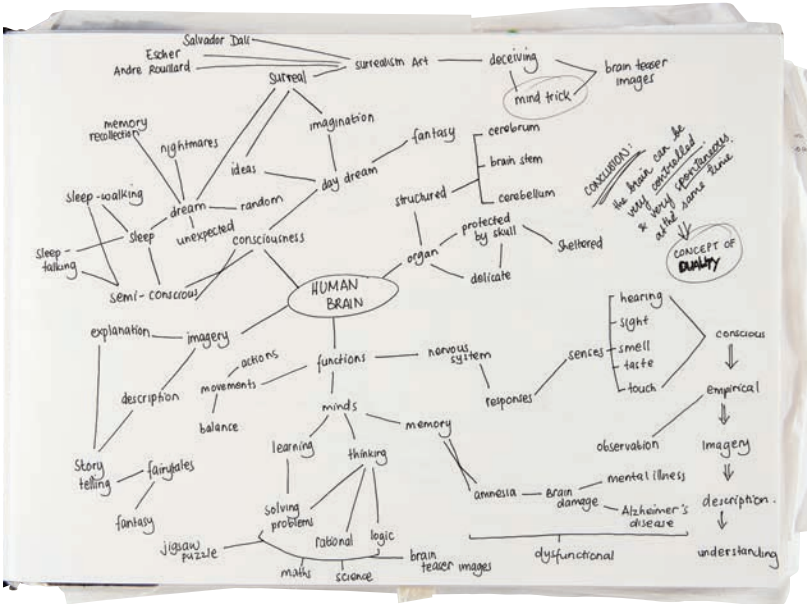 Salvador Dali
Escher
Andre Rouillard
surrealism Art
deceiving
mind trick
brain teaser
images
surreal
imagination
fantasy
memory
recollection
nightmares
ideas
day dream
dream
random
unexpected
sleep-walking
sleep
sleep-
talking
consciousness
semi-conscious
cerebrum
brain stem
cerebellum
structured
protected
by skull
sheltered
organ
delicate
CONCLUSION:
the brain can be
very controlled
& very spontaneous
at the same time
CONCEPT OF
DUALITY
HUMAN
BRAIN
explanation
imagery
description
story
telling
fairytales
fantasy
functions
actions
movements
balance
nervous
system
responses
senses
hearing
sight
smell
taste
touch
conscious
empirical
observation
Imagery
description.
understanding
minds
learning
thinking
memory
solving
problems
rational
logic
jigsaw
puzzle
maths
science
brain
teaser images
amnesia
Brain
damage
mental illness
Alzheimer's
disease
dysfunctional